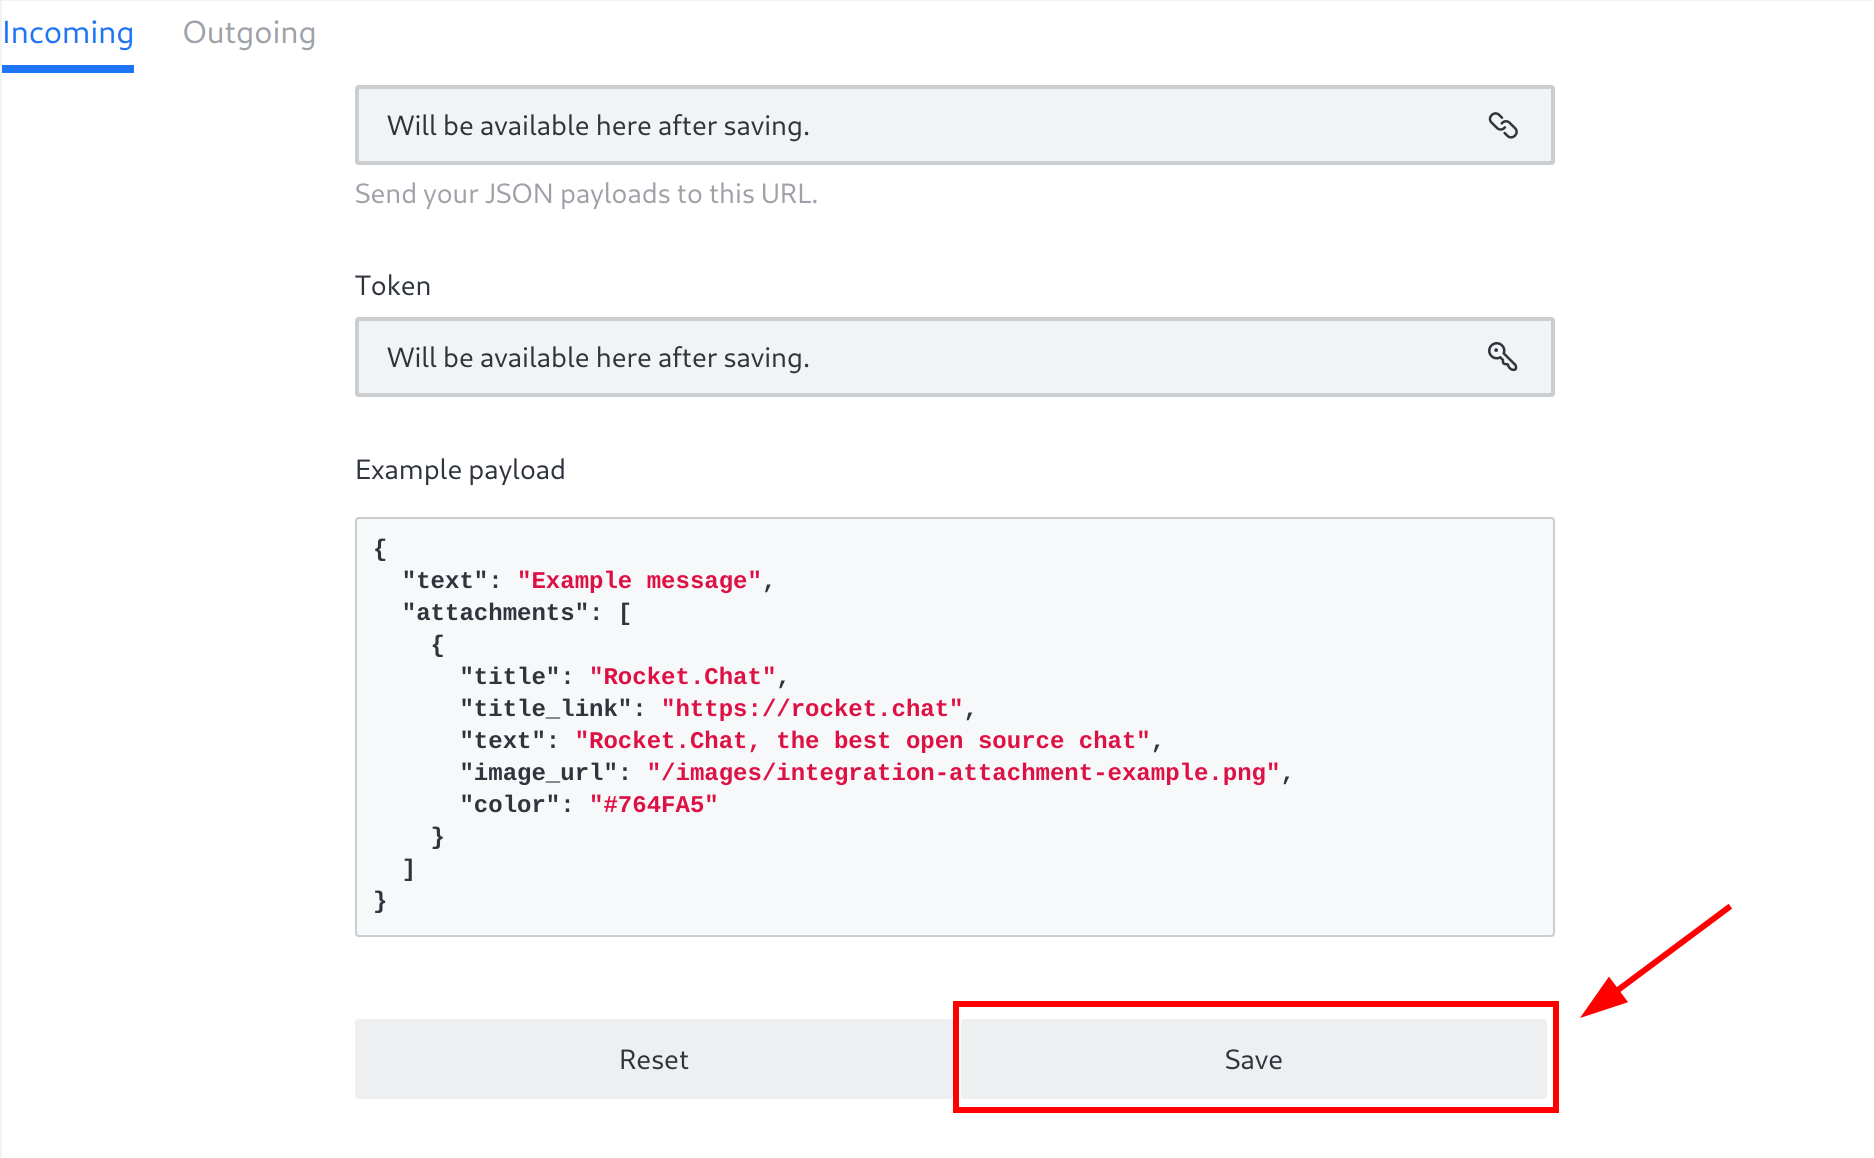 Incoming Outgoing
Will be available here after saving.
Send your JSON payloads to this URL.
Token
Will be available here after saving.
Example payload
{
  "text": "Example message",
  "attachments": [
    {
      "title": "Rocket.Chat",
      "title_link": "https://rocket.chat",
      "text": "Rocket.Chat, the best open source chat",
      "image_url": "/images/integration-attachment-example.png",
      "color": "#764FA5"
    }
  ]
}
Reset Save